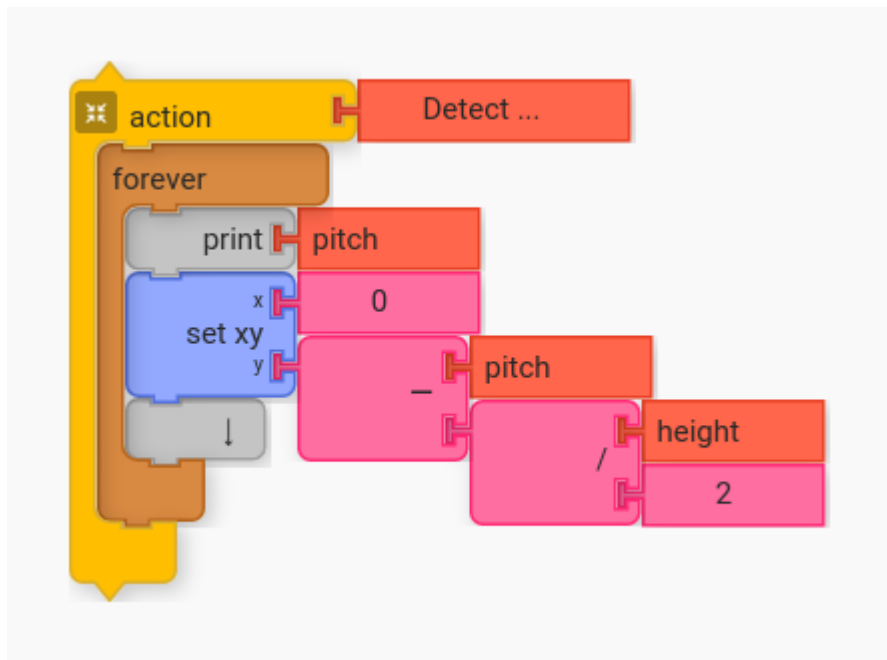 action Detect ...
forever
print pitch
x 0
set xy
y − pitch
↓ / height
2